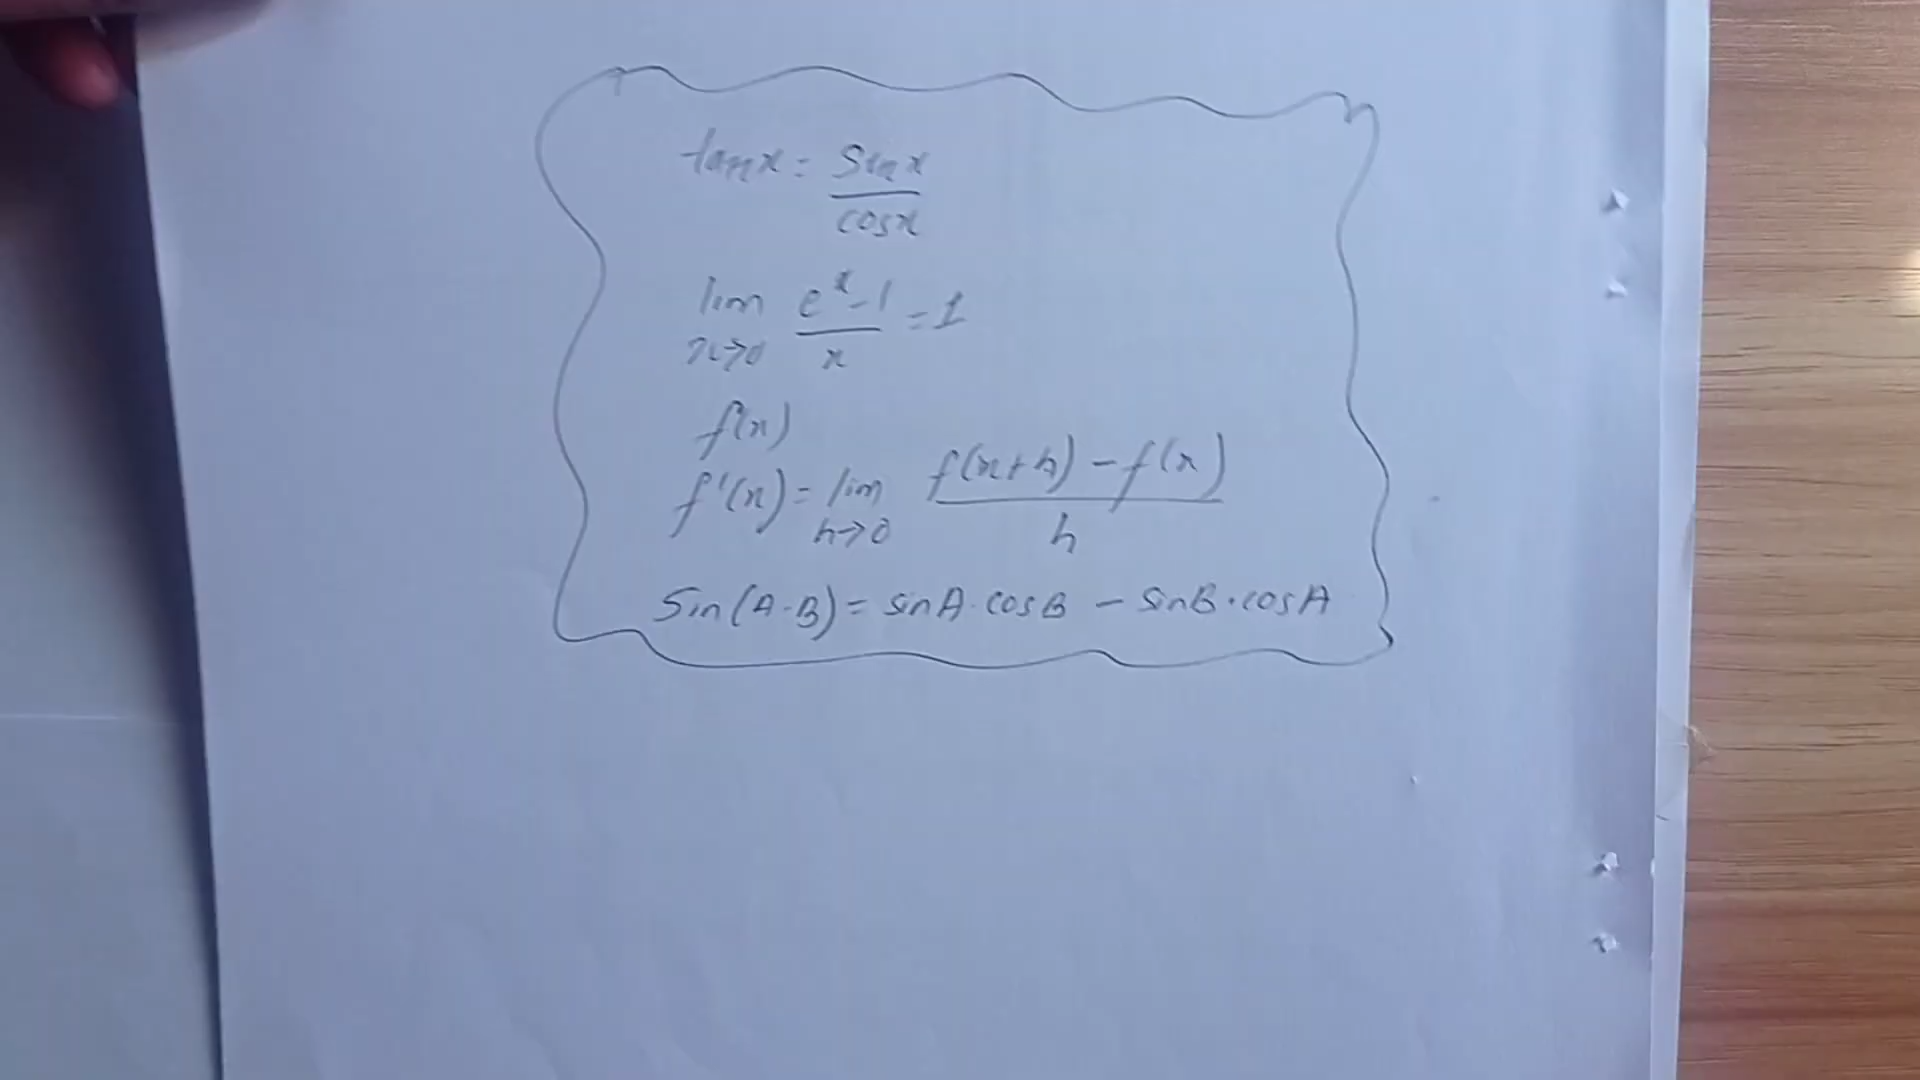 tanx = sinx/cosx
lim x→0 (e^x - 1)/x = 1
f(x)
f'(x) = lim h→0 (f(x+h) - f(x))/h
Sin(A-B) = sinA·cosB - sinB·cosA